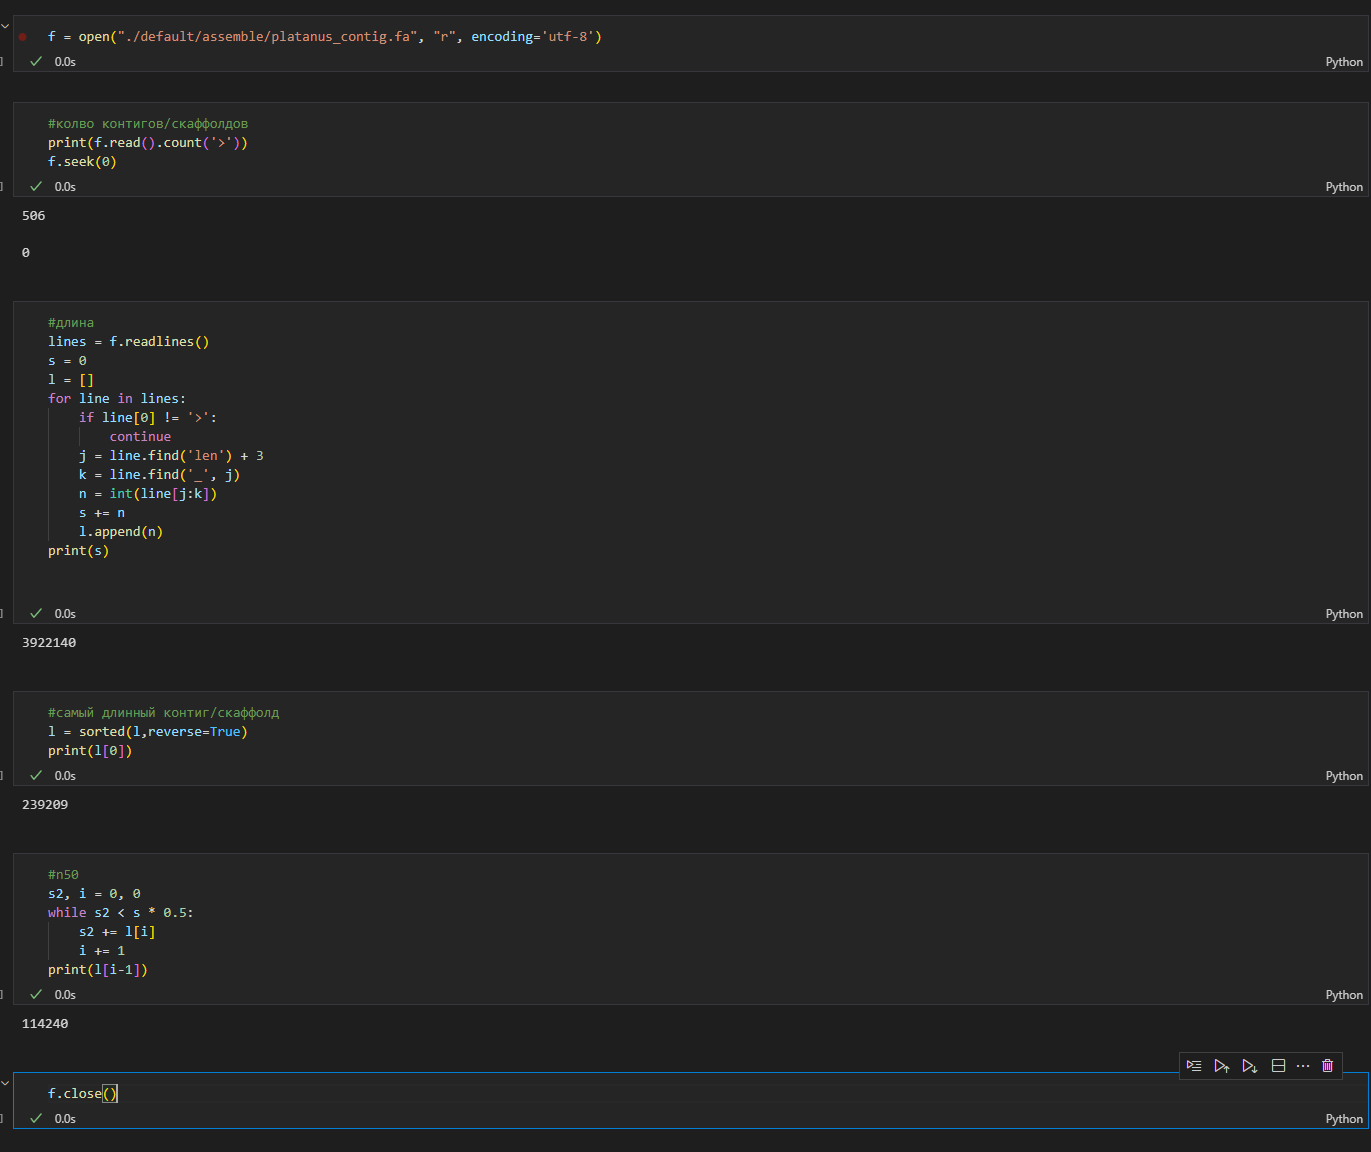 f = open("./default/assemble/platanus_contig.fa", "r", encoding='utf-8')
] 0.0s Python
#колво контигов/скаффолдов
print(f.read().count('>'))
f.seek(0)
] 0.0s Python
506
0
#длина
lines = f.readlines()
s = 0
l = []
for line in lines:
    if line[0] != '>':
        continue
    j = line.find('len') + 3
    k = line.find('_', j)
    n = int(line[j:k])
    s += n
    l.append(n)
print(s)
] 0.0s Python
3922140
#самый длинный контиг/скаффолд
l = sorted(l,reverse=True)
print(l[0])
] 0.0s Python
239209
#n50
s2, i = 0, 0
while s2 < s * 0.5:
    s2 += l[i]
    i += 1
print(l[i-1])
] 0.0s Python
114240
f.close()
] 0.0s Python